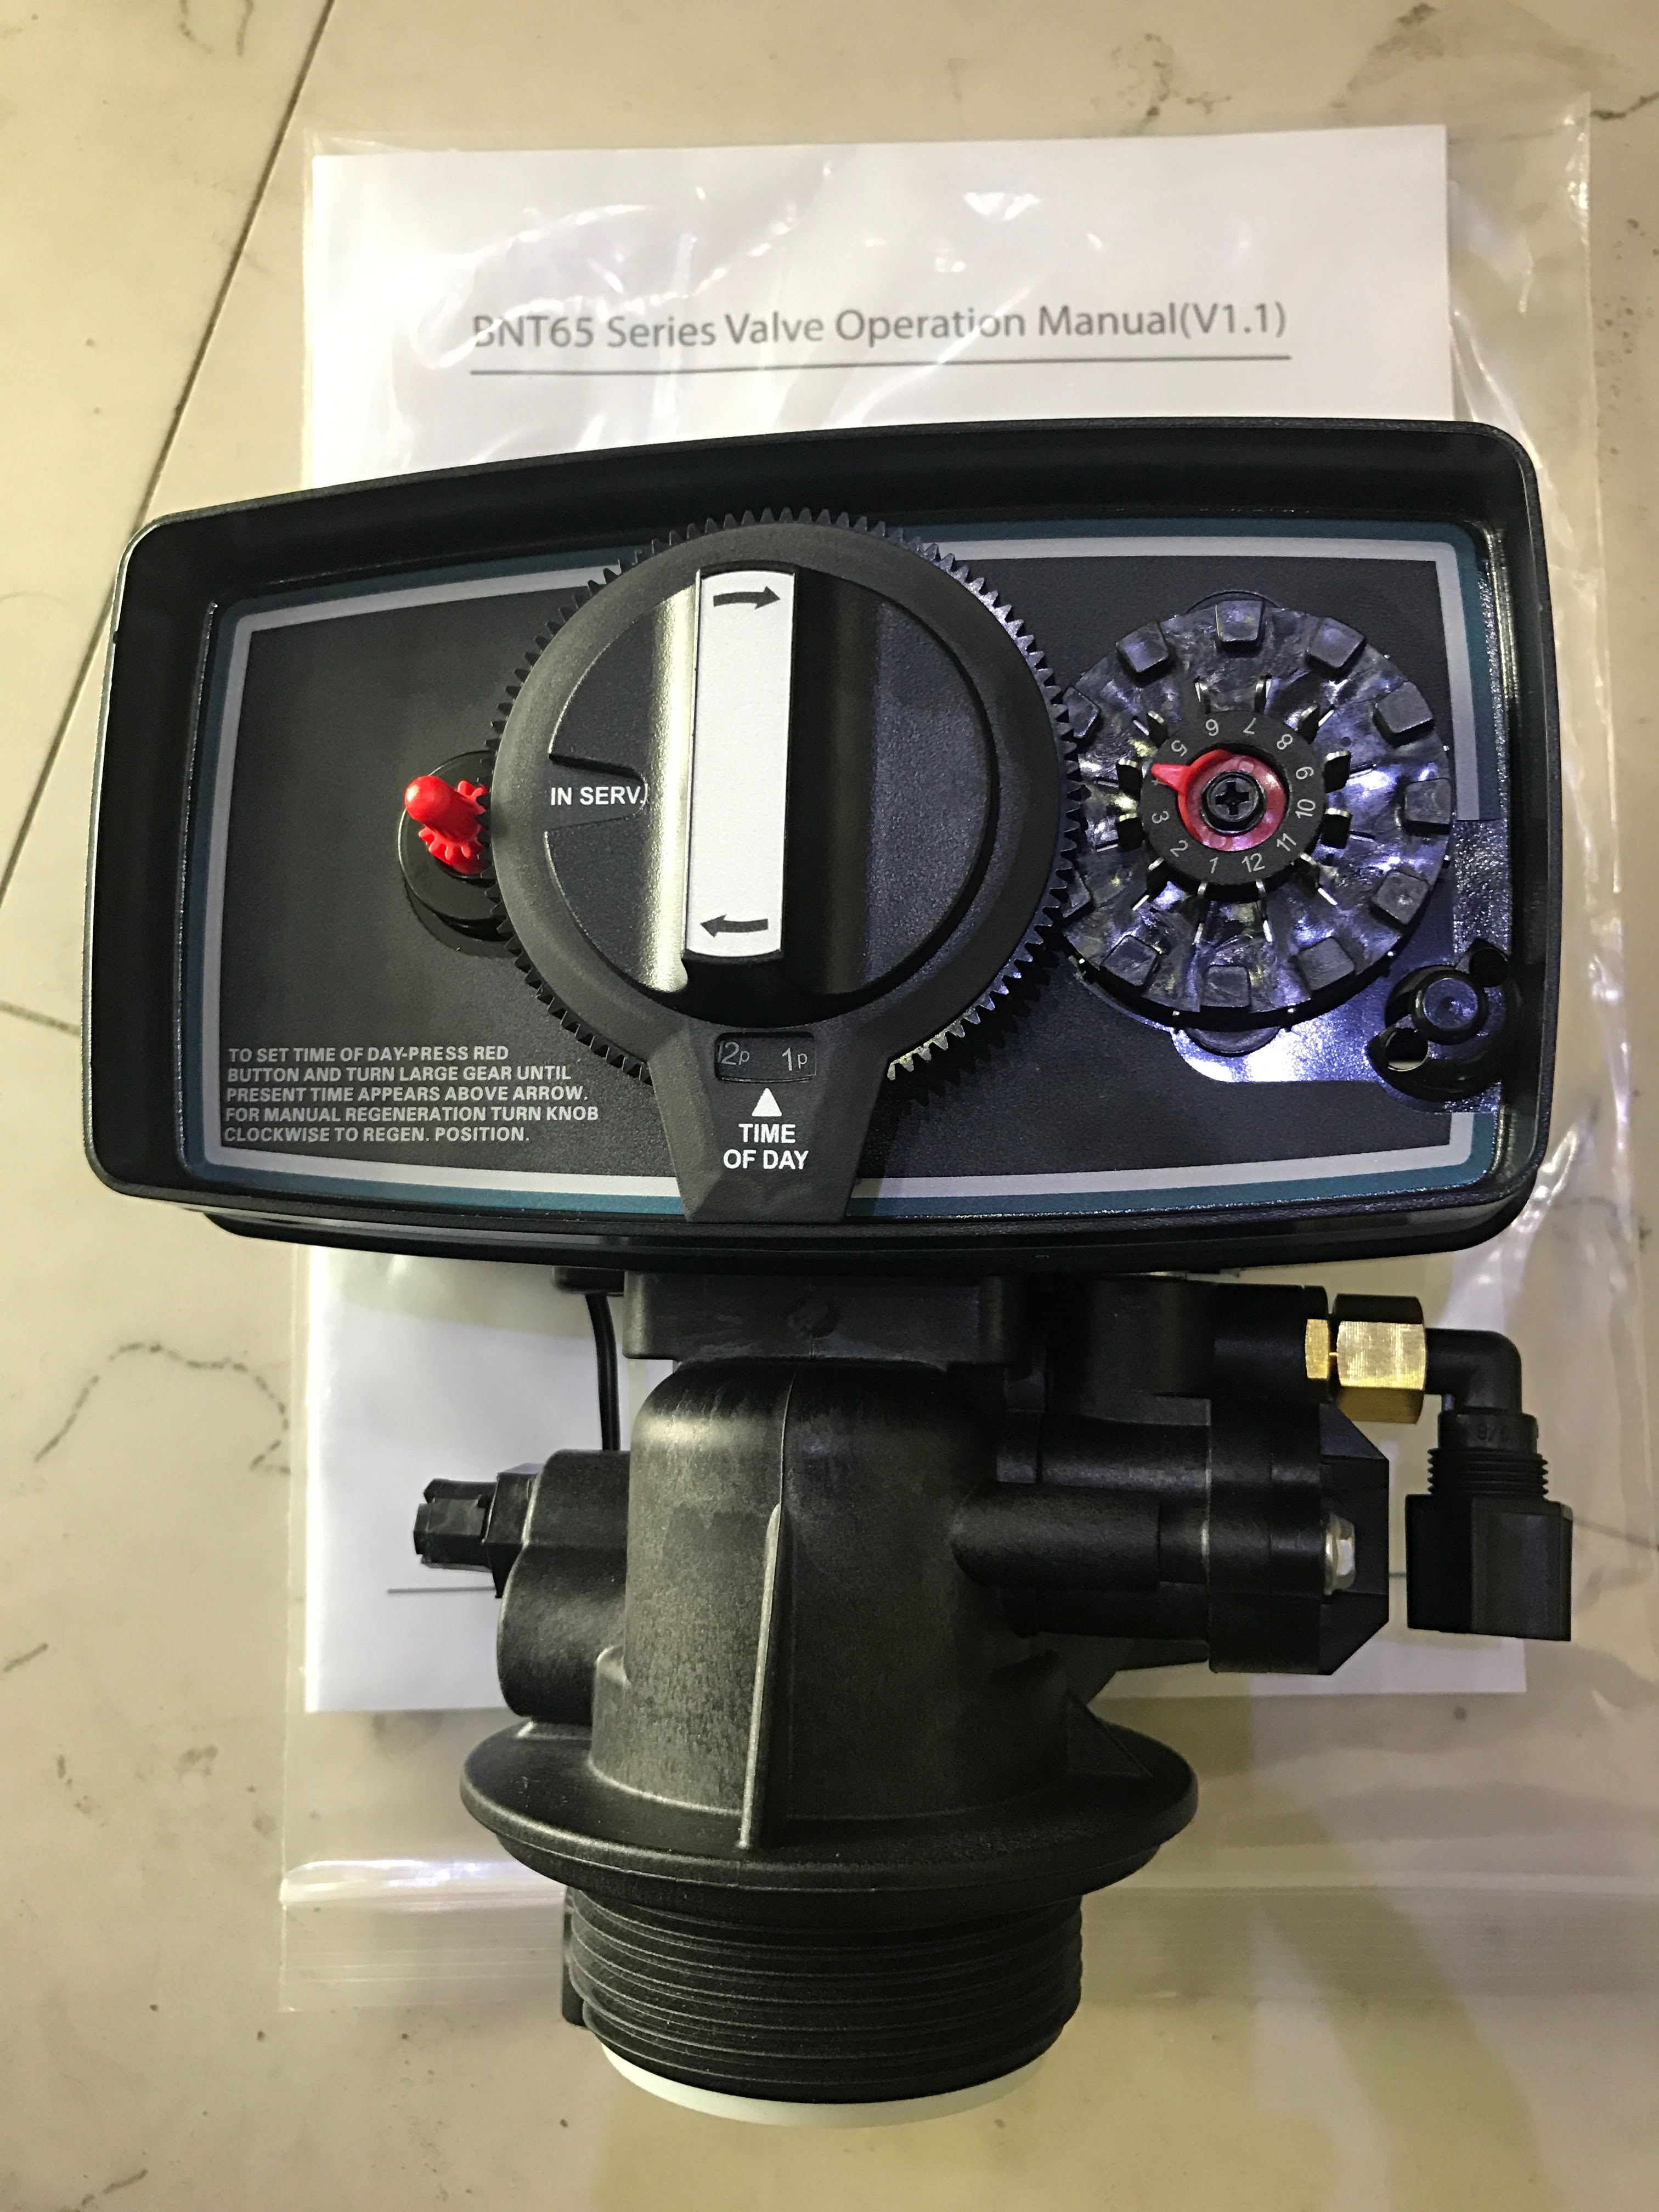 BNT65 Series Valve Operation Manual(V1.1)
IN SERV.
5 6 7 8 9 10 11 12 1 2 3
12p 1p
TIME
OF DAY
TO SET TIME OF DAY-PRESS RED
BUTTON AND TURN LARGE GEAR UNTIL
PRESENT TIME APPEARS ABOVE ARROW.
FOR MANUAL REGENERATION TURN KNOB
CLOCKWISE TO REGEN. POSITION.
3/8